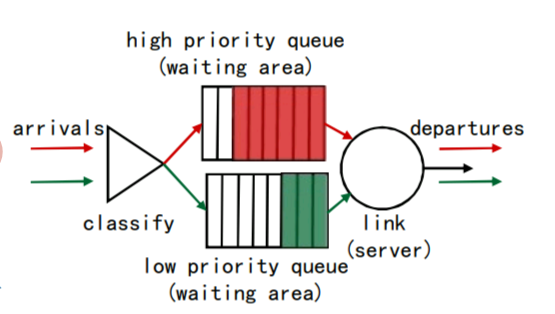 high priority queue
(waiting area)
arrivals
departures
classify
link
(server)
low priority queue
(waiting area)